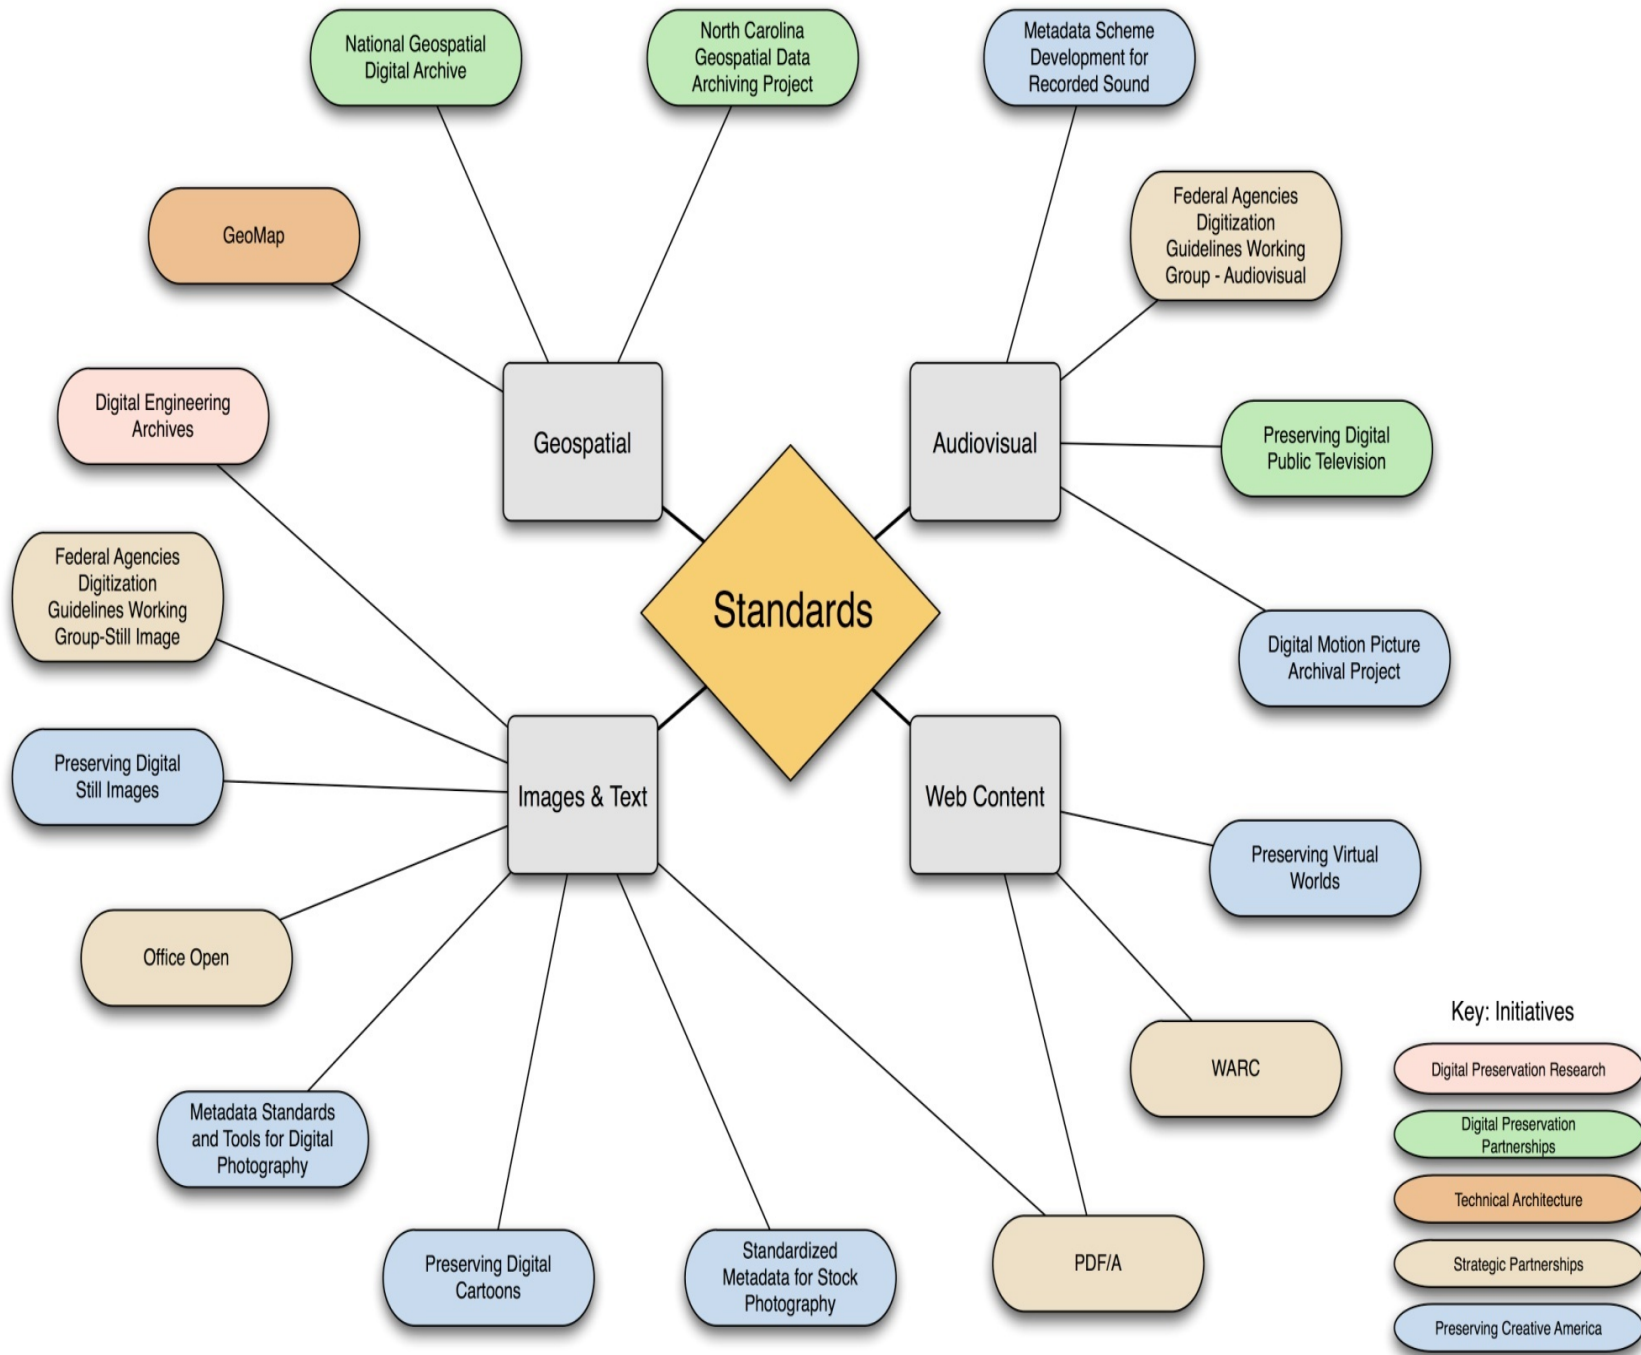 National Geospatial
Digital Archive
North Carolina
Geospatial Data
Archiving Project
Metadata Scheme
Development for
Recorded Sound
GeoMap
Federal Agencies
Digitization
Guidelines Working
Group - Audiovisual
Digital Engineering
Archives
Geospatial
Audiovisual
Preserving Digital
Public Television
Federal Agencies
Digitization
Guidelines Working
Group-Still Image
Standards
Digital Motion Picture
Archival Project
Preserving Digital
Still Images
Images & Text
Web Content
Preserving Virtual
Worlds
Office Open
WARC
Metadata Standards
and Tools for Digital
Photography
Preserving Digital
Cartoons
Standardized
Metadata for Stock
Photography
PDF/A
Key: Initiatives
Digital Preservation Research
Digital Preservation
Partnerships
Technical Architecture
Strategic Partnerships
Preserving Creative America